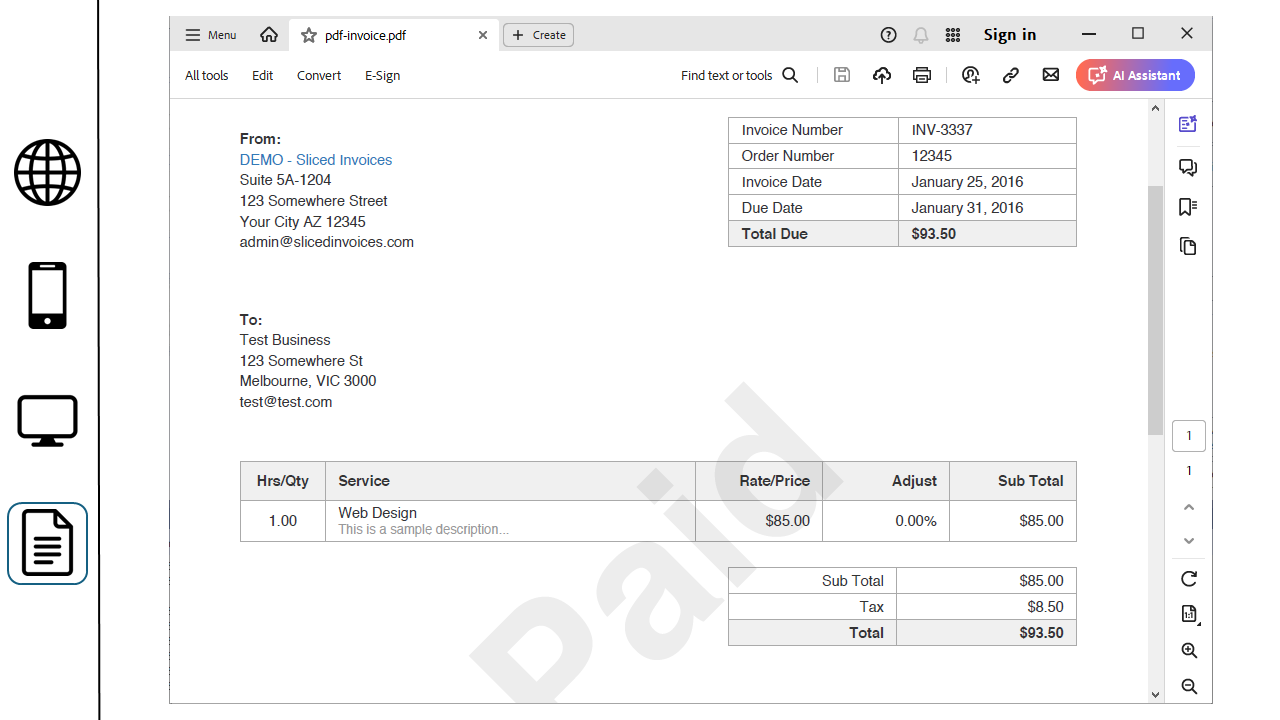 Menu
pdf-invoice.pdf
Create
Sign in
All tools
Edit
Convert
E-Sign
Find text or tools
AI Assistant
From:
DEMO - Sliced Invoices
Suite 5A-1204
123 Somewhere Street
Your City AZ 12345
admin@slicedinvoices.com
Invoice Number INV-3337
Order Number 12345
Invoice Date January 25, 2016
Due Date January 31, 2016
Total Due $93.50
To:
Test Business
123 Somewhere St
Melbourne, VIC 3000
test@test.com
Paid
Hrs/Qty Service Rate/Price Adjust Sub Total
1.00 Web Design $85.00 0.00% $85.00
This is a sample description...
Sub Total $85.00
Tax $8.50
Total $93.50
1
1
1:1